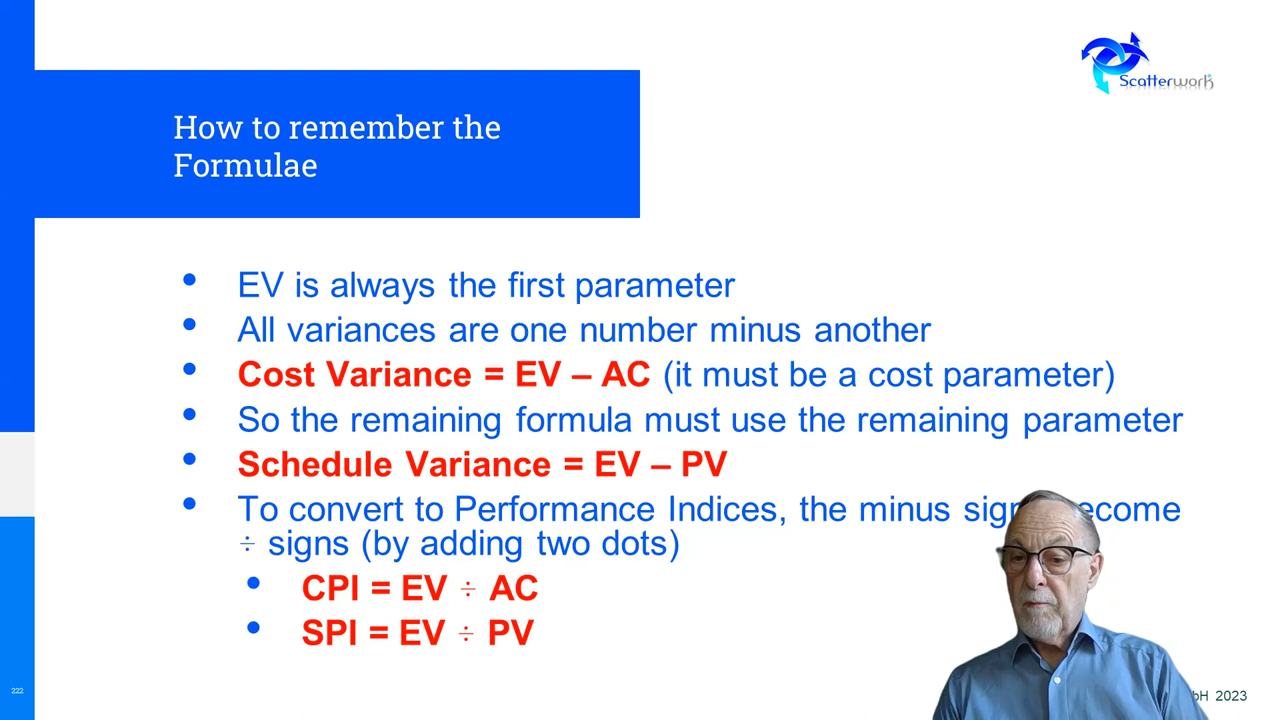 Scatterwork
How to remember the
Formulae
• EV is always the first parameter
• All variances are one number minus another
• Cost Variance = EV – AC (it must be a cost parameter)
• So the remaining formula must use the remaining parameter
• Schedule Variance = EV – PV
• To convert to Performance Indices, the minus
÷ signs (by adding two dots)
• CPI = EV ÷ AC
• SPI = EV ÷ PV
222
2023